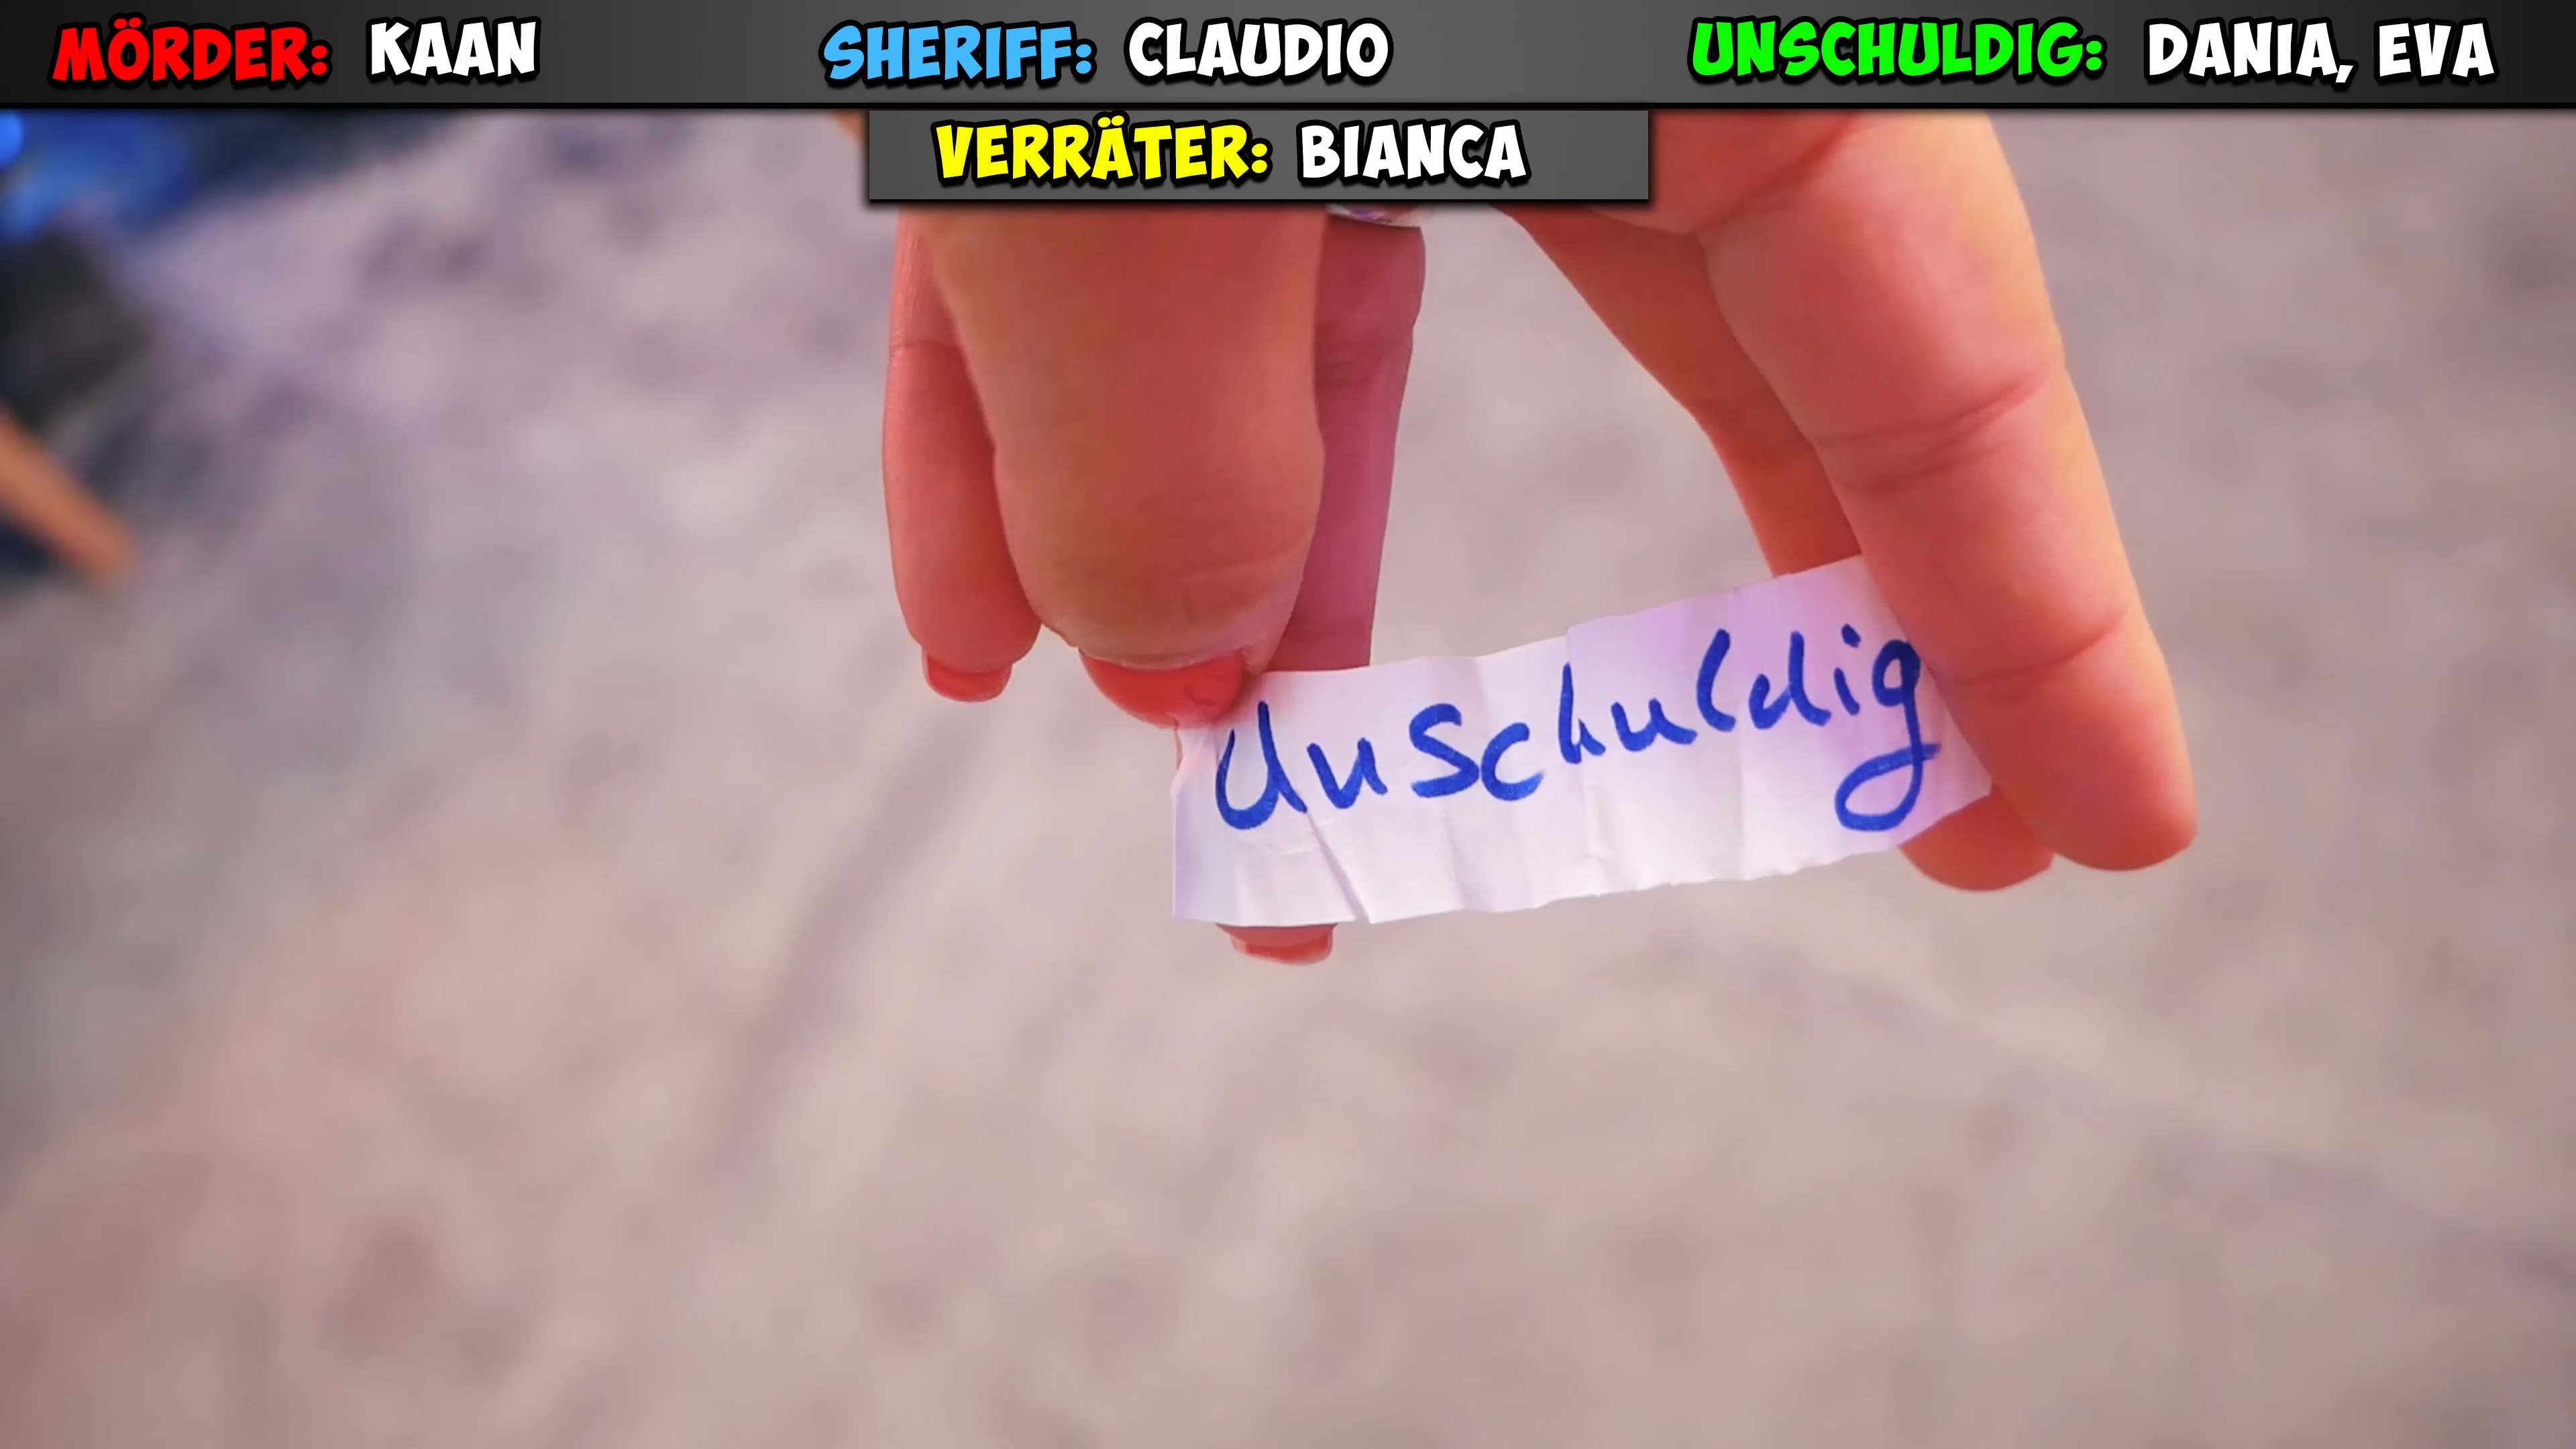 MÖRDER: KAAN SHERIFF: CLAUDIO UNSCHULDIG: DANIA, EVA
VERRÄTER: BIANCA
Unschuldig